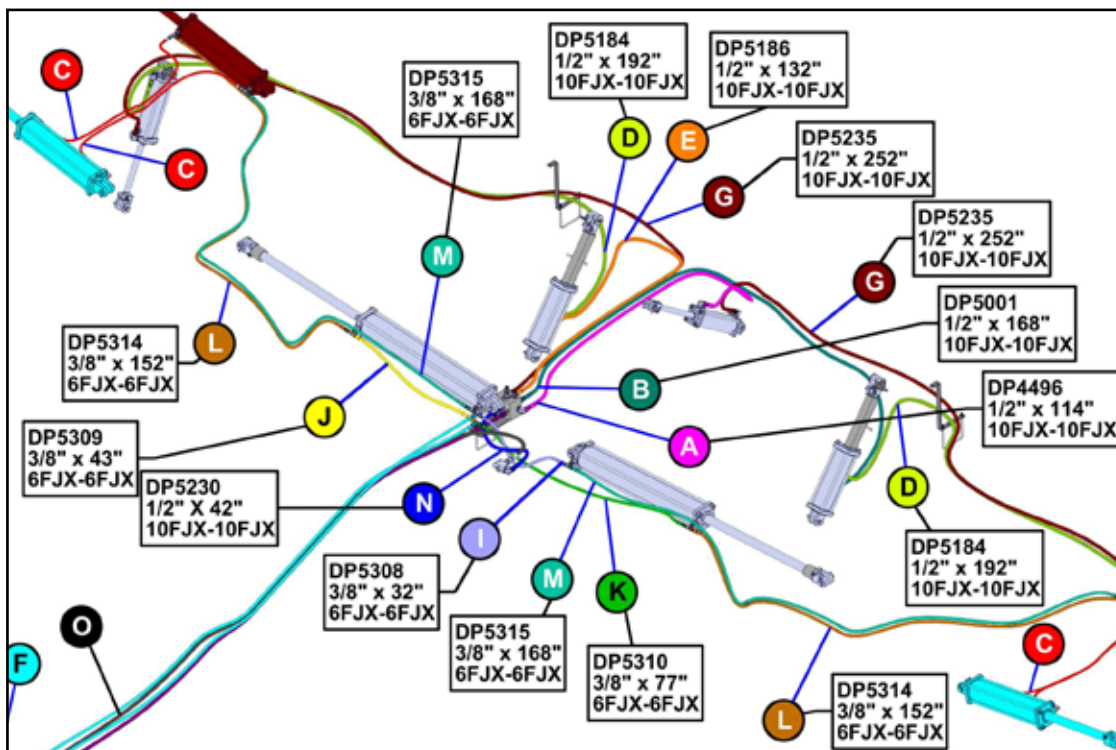 C
C
DP5315
3/8" x 168"
6FJX-6FJX
M
DP5184
1/2" x 192"
10FJX-10FJX
D
DP5186
1/2" x 132"
10FJX-10FJX
E
DP5235
1/2" x 252"
10FJX-10FJX
G
DP5235
1/2" x 252"
10FJX-10FJX
G
DP5001
1/2" x 168"
10FJX-10FJX
B
DP4496
1/2" x 114"
10FJX-10FJX
A
DP5314
3/8" x 152"
6FJX-6FJX
L
DP5309
3/8" x 43"
6FJX-6FJX
J
DP5230
1/2" X 42"
10FJX-10FJX
N
DP5308
3/8" x 32"
6FJX-6FJX
I
DP5315
3/8" x 168"
6FJX-6FJX
M
DP5310
3/8" x 77"
6FJX-6FJX
K
D
DP5184
1/2" x 192"
10FJX-10FJX
O
F
C
L
DP5314
3/8" x 152"
6FJX-6FJX